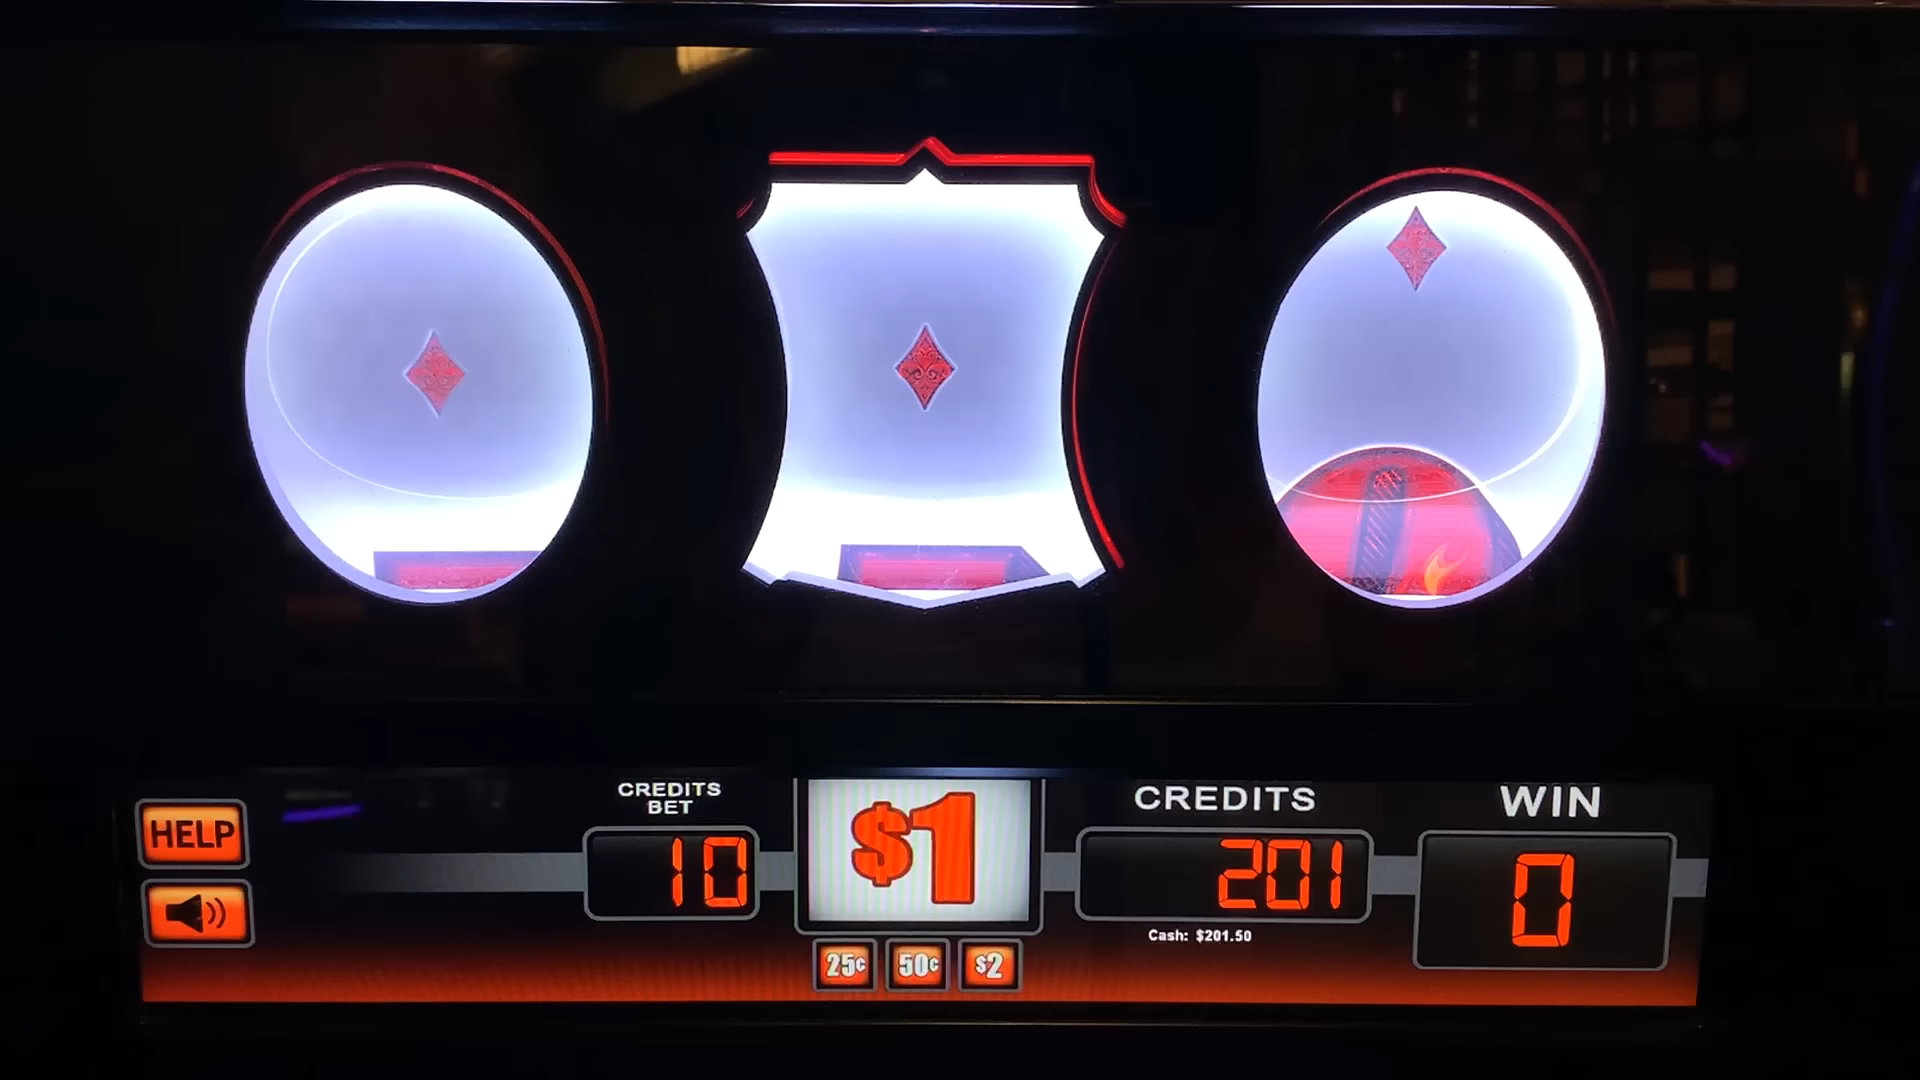 HELP
CREDITS
BET
10
$1
25¢
50¢
$2
CREDITS
201
Cash: $201.50
WIN
0